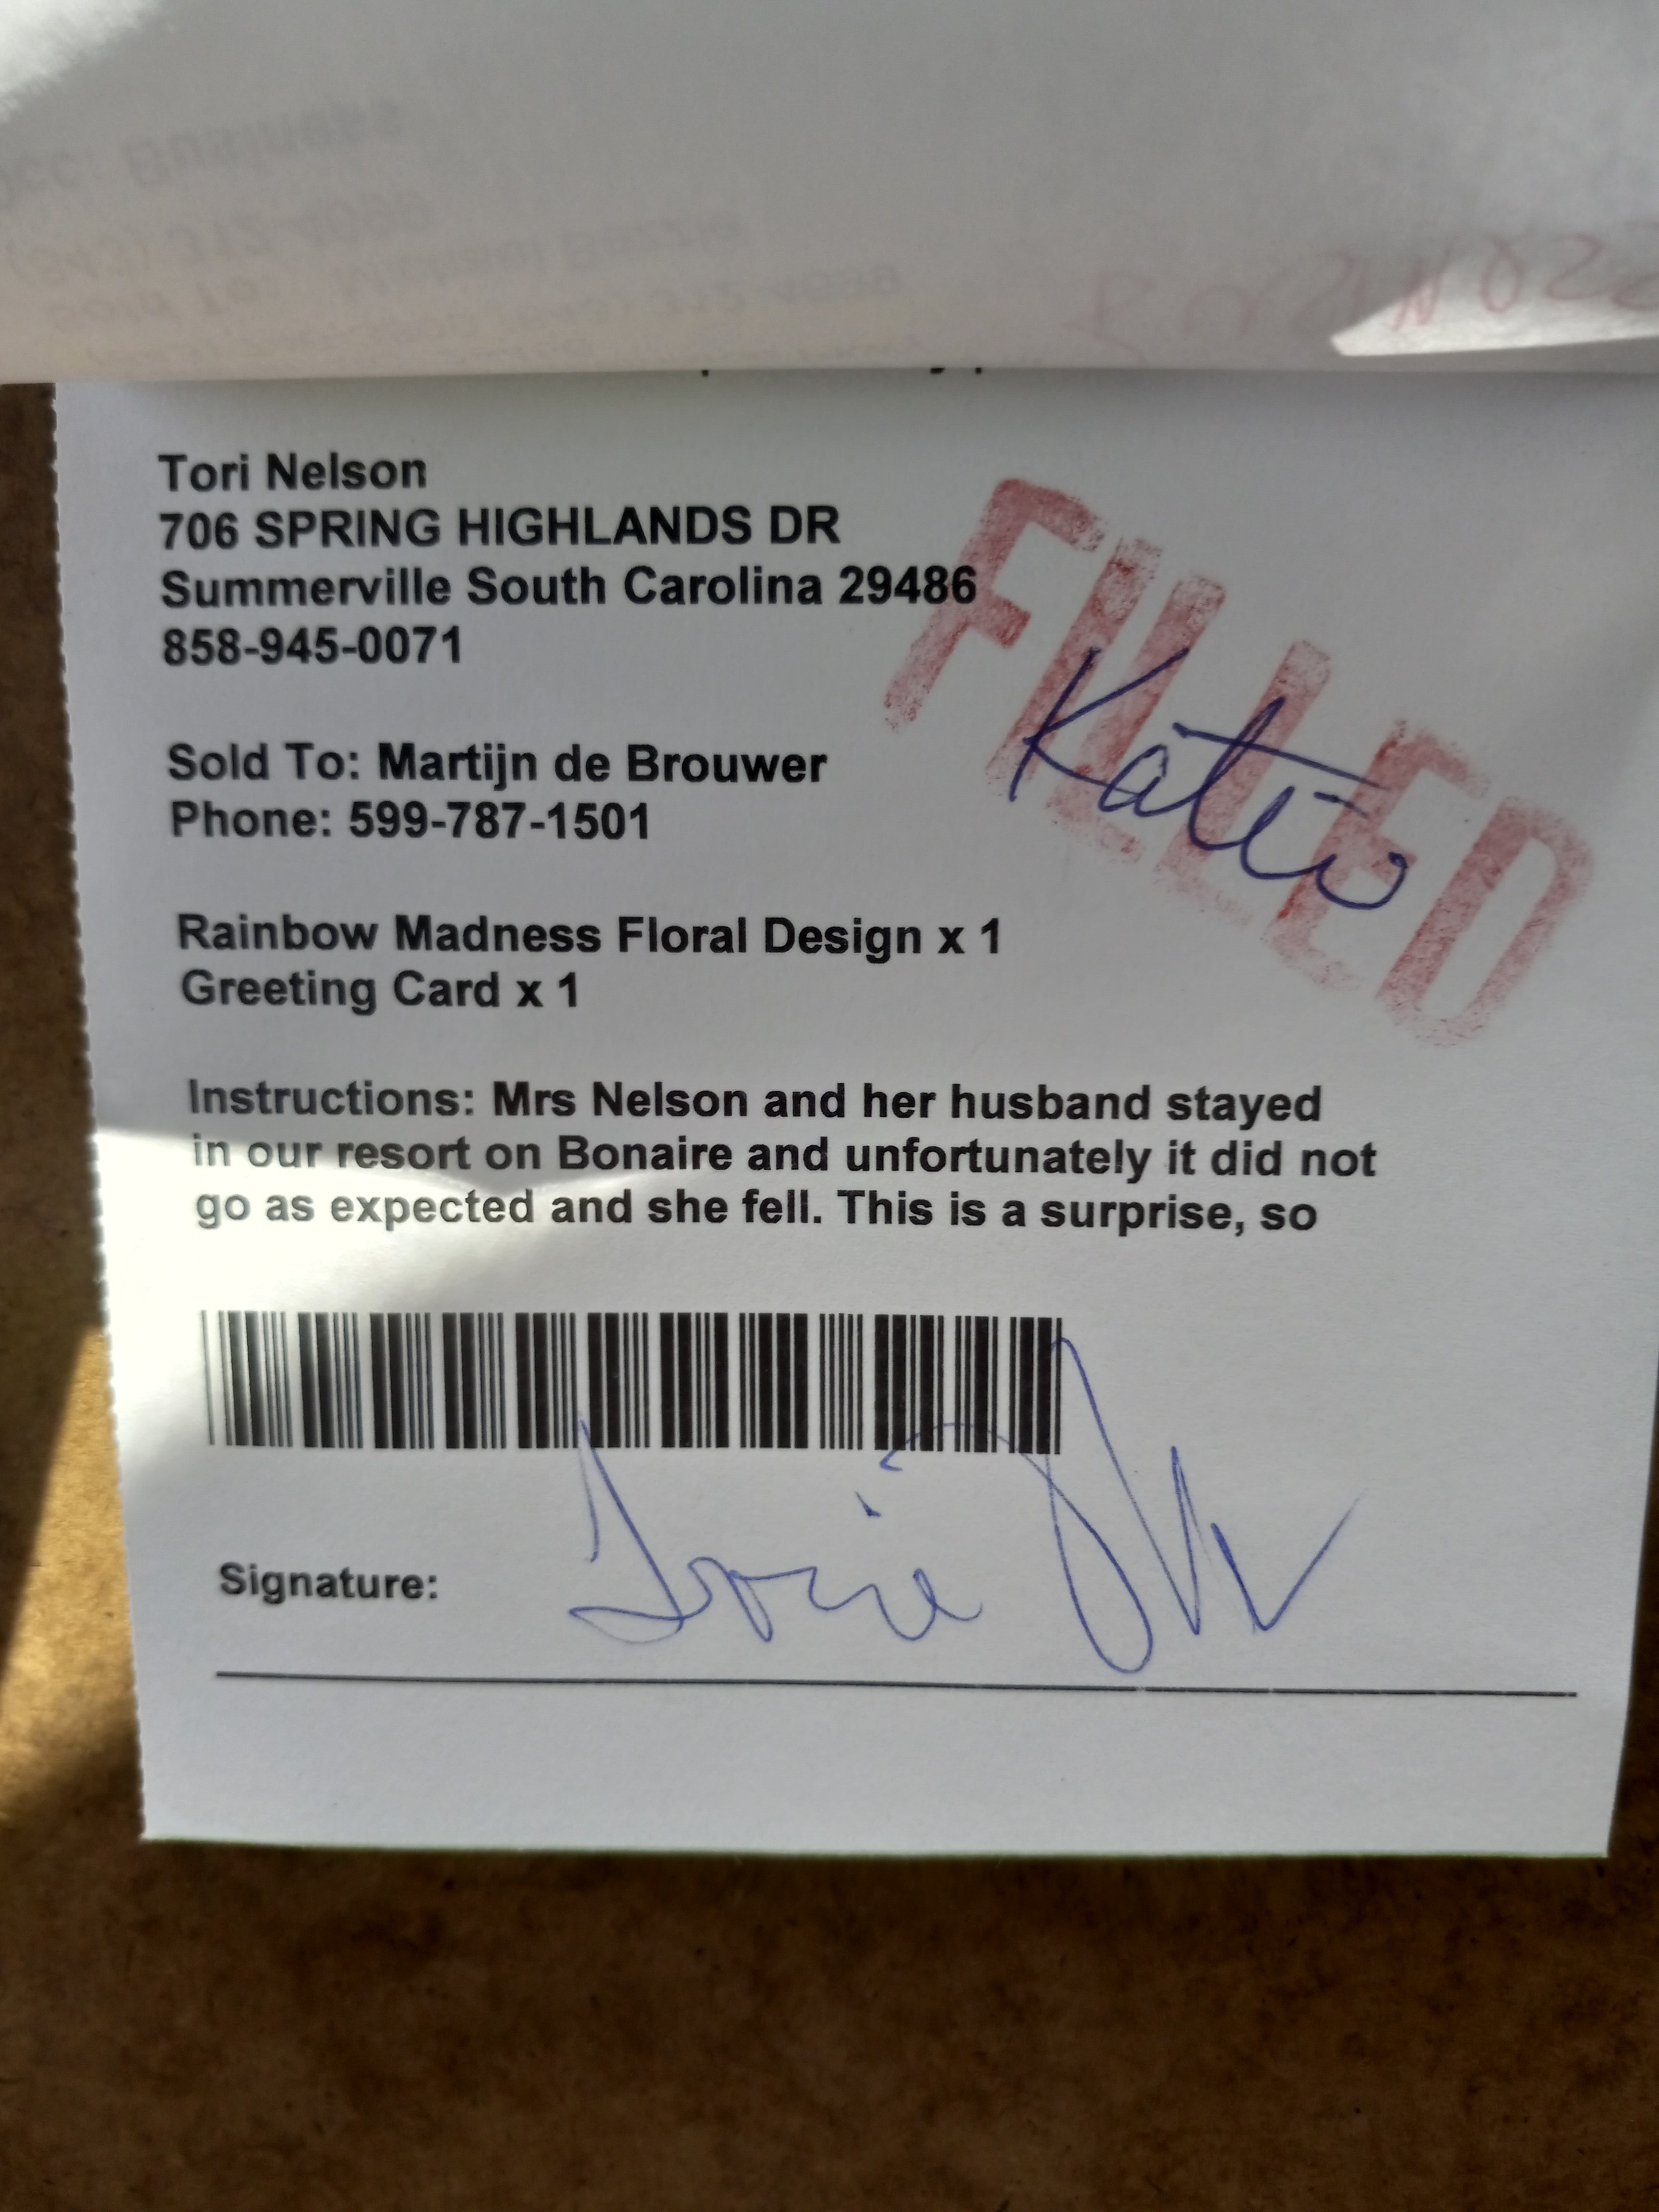 Tori Nelson
706 SPRING HIGHLANDS DR
Summerville South Carolina 29486
858-945-0071
FILLED
Katie
Sold To: Martijn de Brouwer
Phone: 599-787-1501
Rainbow Madness Floral Design x 1
Greeting Card x 1
Instructions: Mrs Nelson and her husband stayed
in our resort on Bonaire and unfortunately it did not
go as expected and she fell. This is a surprise, so
Signature: